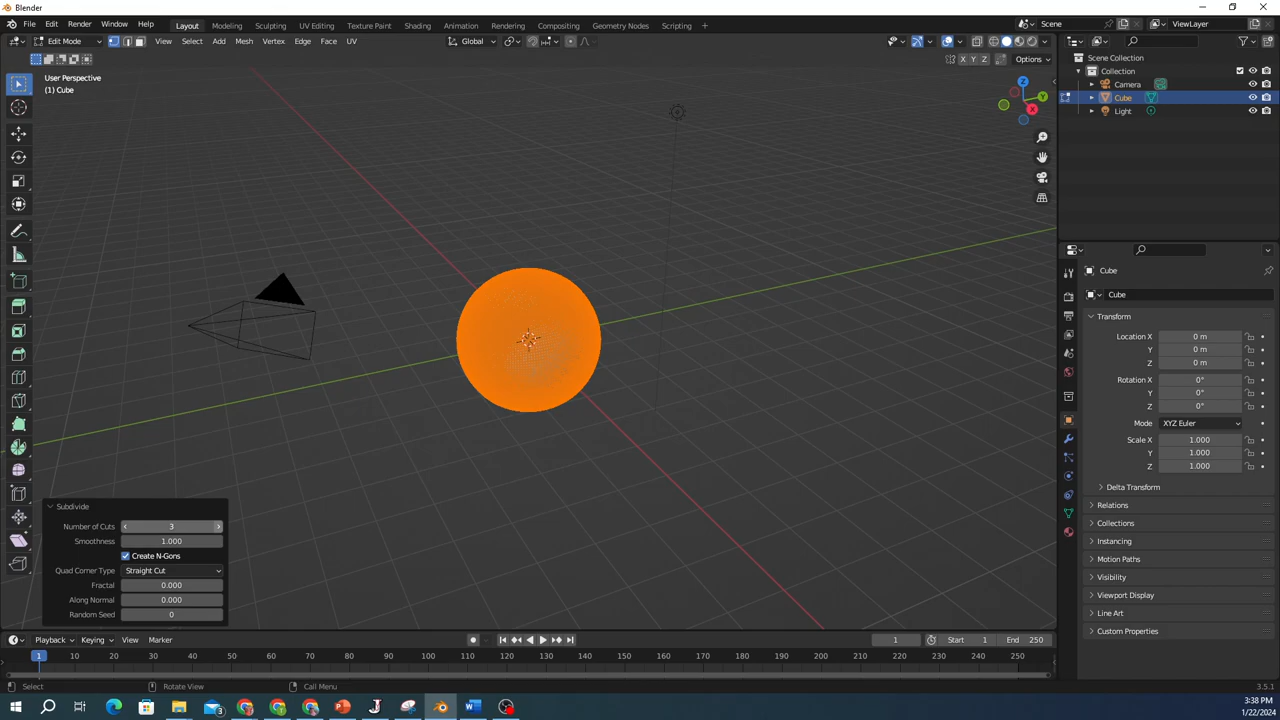 Blender
File Edit Render Window Help
Layout Modeling Sculpting UV Editing Texture Paint Shading Animation Rendering Compositing Geometry Nodes Scripting +
Scene ViewLayer
Edit Mode View Select Add Mesh Vertex Edge Face UV Global
X Y Z Options
User Perspective
(1) Cube
Z
Y
X
Scene Collection
Collection
Camera
Cube
Light
Cube
Cube
Transform
Location X 0 m
Y 0 m
Z 0 m
Rotation X 0°
Y 0°
Z 0°
Mode XYZ Euler
Scale X 1.000
Y 1.000
Z 1.000
Delta Transform
Relations
Collections
Instancing
Motion Paths
Visibility
Viewport Display
Line Art
Custom Properties
Subdivide
Number of Cuts 3
Smoothness 1.000
Create N-Gons
Quad Corner Type Straight Cut
Fractal 0.000
Along Normal 0.000
Random Seed 0
Playback Keying View Marker 1 Start 1 End 250
1 10 20 30 40 50 60 70 80 90 100 110 120 130 140 150 160 170 180 190 200 210 220 230 240 250
Select Rotate View Call Menu 3.5.1
3:38 PM
1/22/2024